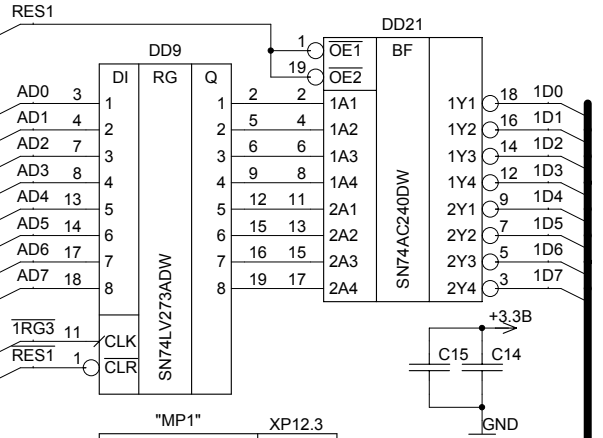 RES1
DD21
DD9
1 OE1 BF
19 OE2
DI RG Q
AD0 3 1 1 2 2 1A1 1Y1 18 1D0
AD1 4 2 2 5 4 1A2 1Y2 16 1D1
AD2 7 3 3 6 6 1A3 1Y3 14 1D2
AD3 8 4 4 9 8 1A4 1Y4 12 1D3
AD4 13 5 5 12 11 2A1 2Y1 9 1D4
AD5 14 6 6 15 13 2A2 2Y2 7 1D5
AD6 17 7 7 16 15 2A3 2Y3 5 1D6
AD7 18 8 8 19 17 2A4 2Y4 3 1D7
SN74LV273ADW
SN74AC240DW
1RG3 11 CLK
RES1 1 CLR
+3.3В
C15 C14
GND
"MP1" XP12.3